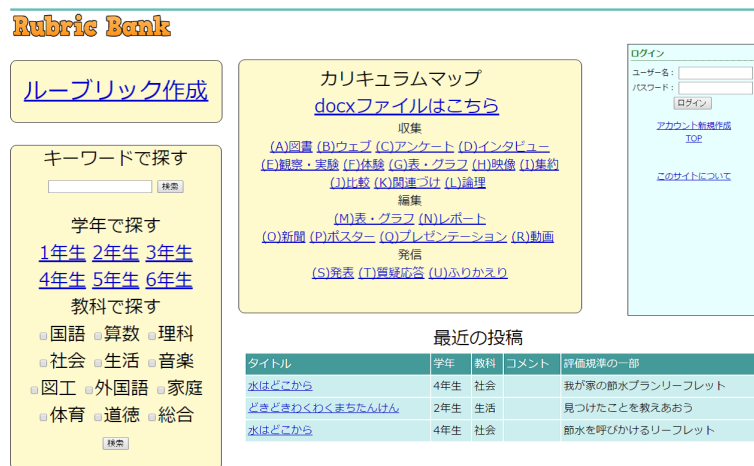 Rubric Bank
ルーブリック作成
キーワードで探す
検索
学年で探す
1年生 2年生 3年生
4年生 5年生 6年生
教科で探す
国語 算数 理科
社会 生活 音楽
図工 外国語 家庭
体育 道徳 総合
検索
カリキュラムマップ
docxファイルはこちら
収集
(A)図書 (B)ウェブ (C)アンケート (D)インタビュー
(E)観察・実験 (F)体験 (G)表・グラフ (H)映像 (I)集約
(J)比較 (K)関連づけ (L)論理
編集
(M)表・グラフ (N)レポート
(O)新聞 (P)ポスター (Q)プレゼンテーション (R)動画
発信
(S)発表 (T)質疑応答 (U)ふりかえり
ログイン
ユーザー名：
パスワード：
ログイン
アカウント新規作成
TOP
このサイトについて
最近の投稿
タイトル 学年 教科 コメント 評価規準の一部
水はどこから 4年生 社会 我が家の節水プランリーフレット
どきどきわくわくまちたんけん 2年生 生活 見つけたことを教えあおう
水はどこから 4年生 社会 節水を呼びかけるリーフレット